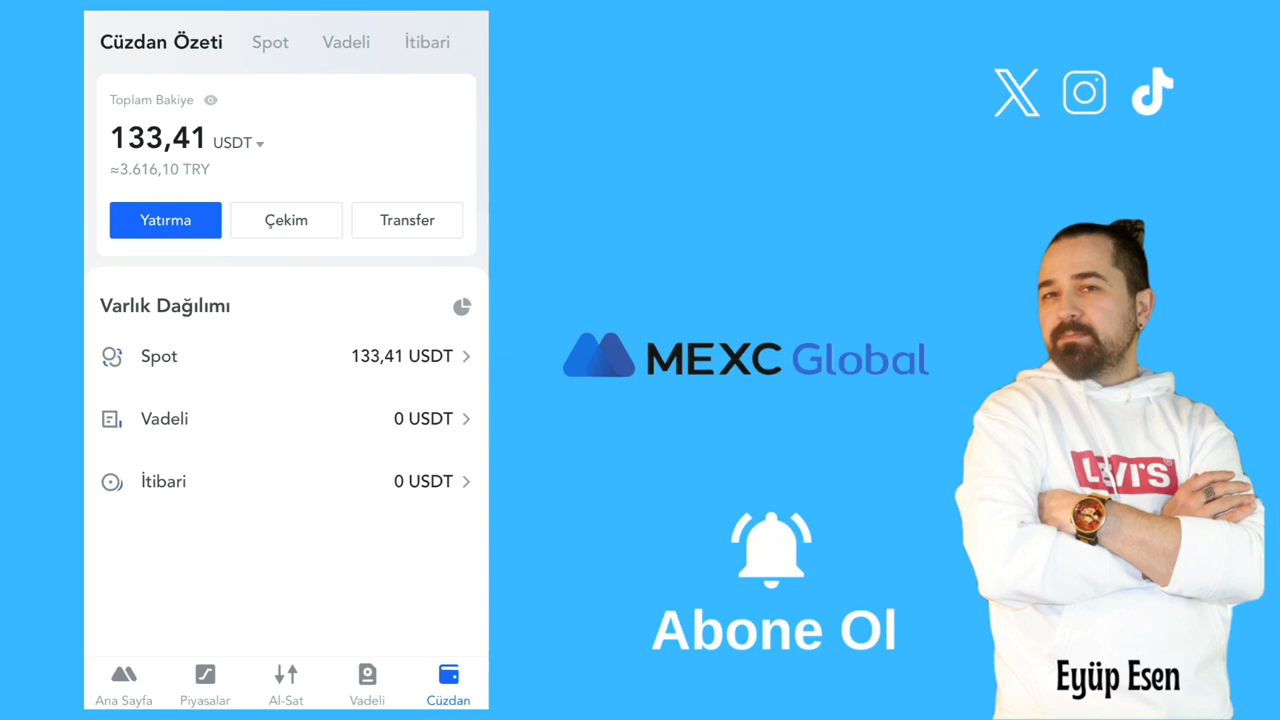 Cüzdan Özeti Spot Vadeli İtibari
Toplam Bakiye
133,41 USDT
≈3.616,10 TRY
Yatırma Çekim Transfer
Varlık Dağılımı
Spot 133,41 USDT
Vadeli 0 USDT
İtibari 0 USDT
Ana Sayfa Piyasalar Al-Sat Vadeli Cüzdan
MEXC Global
Abone Ol
LEVI'S
Eyüp Esen